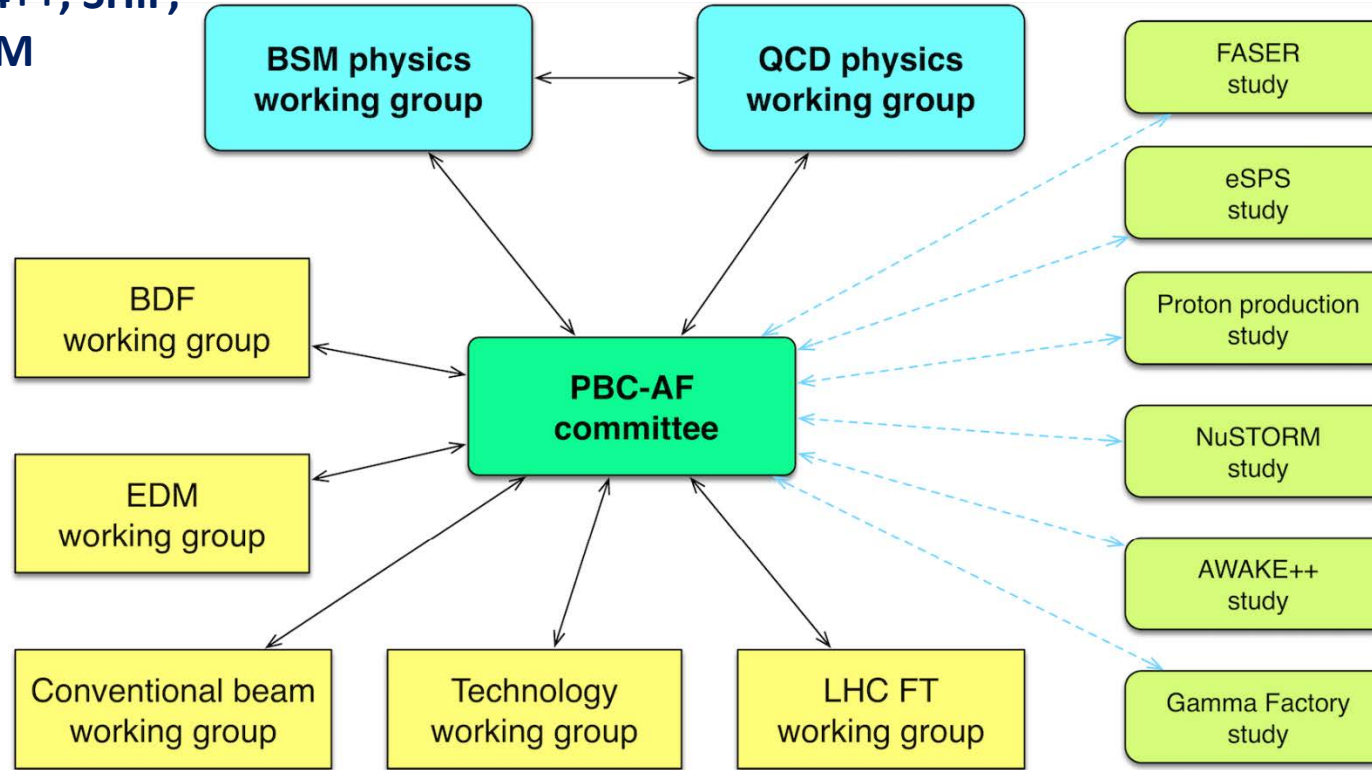 BSM physics
working group
QCD physics
working group
FASER
study
eSPS
study
BDF
working group
Proton production
study
PBC-AF
committee
NuSTORM
study
EDM
working group
AWAKE++
study
Conventional beam
working group
Technology
working group
LHC FT
working group
Gamma Factory
study